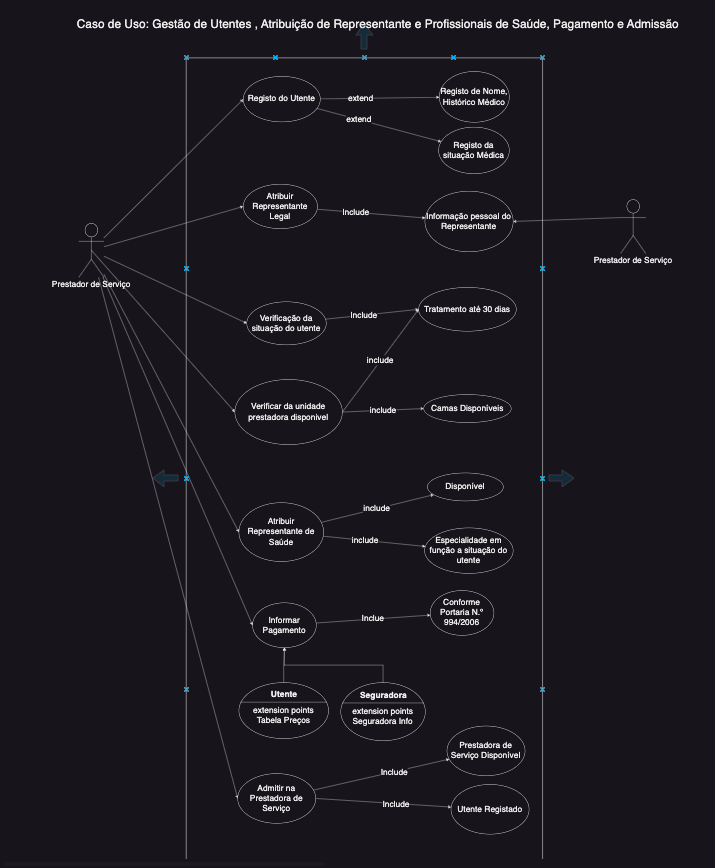 Caso de Uso: Gestão de Utentes , Atribuição de Representante e Profissionais de Saúde, Pagamento e Admissão
Registo do Utente
extend
extend
Registo de Nome,
Histórico Médico
Registo da
situação Médica
Atribuir
Representante
Legal
Include
Informação pessoal do
Representante
Prestador de Serviço
Prestador de Serviço
Verificação da
situação do utente
Include
Tratamento até 30 dias
include
Verificar da unidade
prestadora disponivel
include
Camas Disponíveis
Atribuir
Representante de
Saúde
include
include
Disponível
Especialidade em
função a situação do
utente
Informar
Pagamento
Inclue
Conforme
Portaria N.º
994/2006
Utente
extension points
Tabela Preços
Seguradora
extension points
Seguradora Info
Admitir na
Prestadora de
Serviço
Include
Include
Prestadora de
Serviço Disponível
Utente Registado